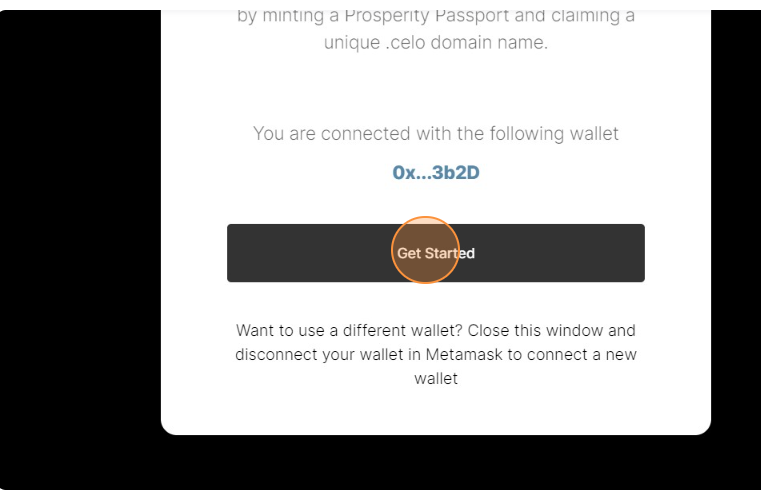 by minting a Prosperity Passport and claiming a
unique .celo domain name.
You are connected with the following wallet
0x...3b2D
Get Started
Want to use a different wallet? Close this window and
disconnect your wallet in Metamask to connect a new
wallet